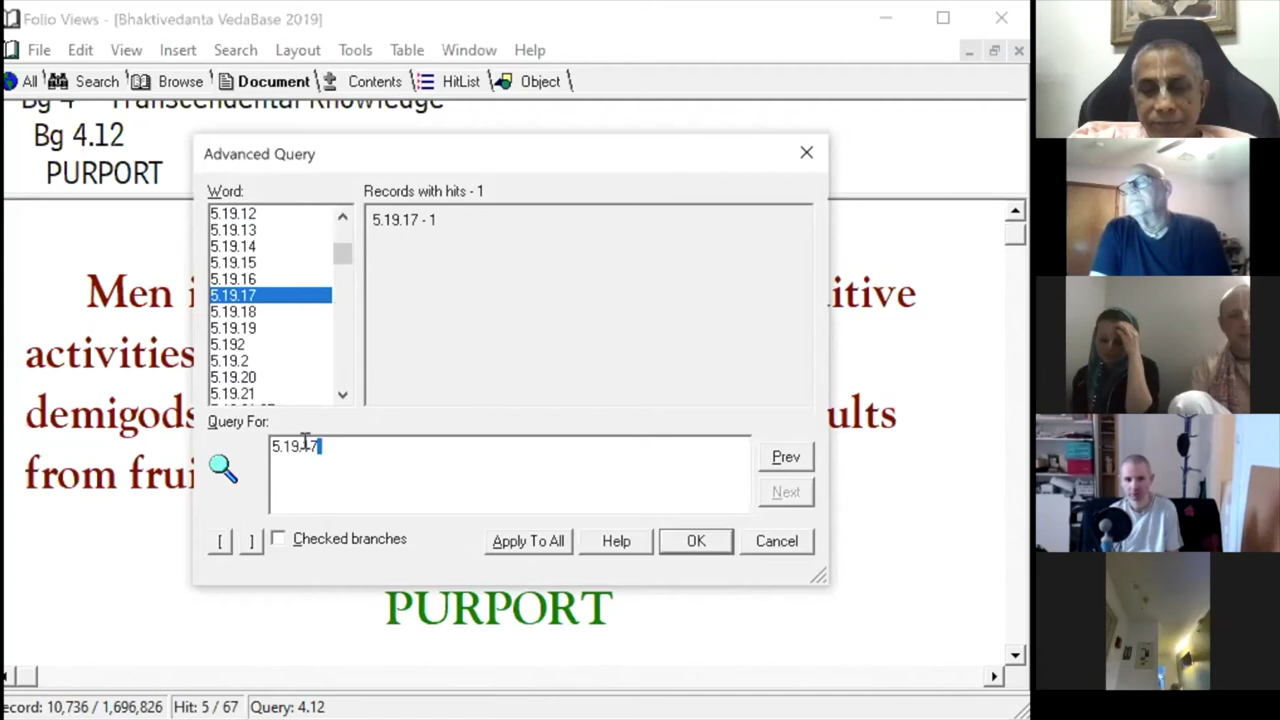 Folio Views - [Bhaktivedanta VedaBase 2019]
File Edit View Insert Search Layout Tools Table Window Help
All Search Browse Document Contents HitList Object
Bg 4 Transcendental Knowledge
Bg 4.12
PURPORT
Advanced Query
Word:
Records with hits - 1
5.19.12
5.19.17 - 1
5.19.13
5.19.14
5.19.15
5.19.16
5.19.17
5.19.18
5.19.19
5.192
5.19.2
5.19.20
5.19.21
Men i
itive
activities
demigods
ults
from frui
Query For:
5.19.17
Prev
Next
[ ] Checked branches Apply To All Help OK Cancel
PURPORT
ecord: 10,736 / 1,696,826 Hit: 5 / 67 Query: 4.12